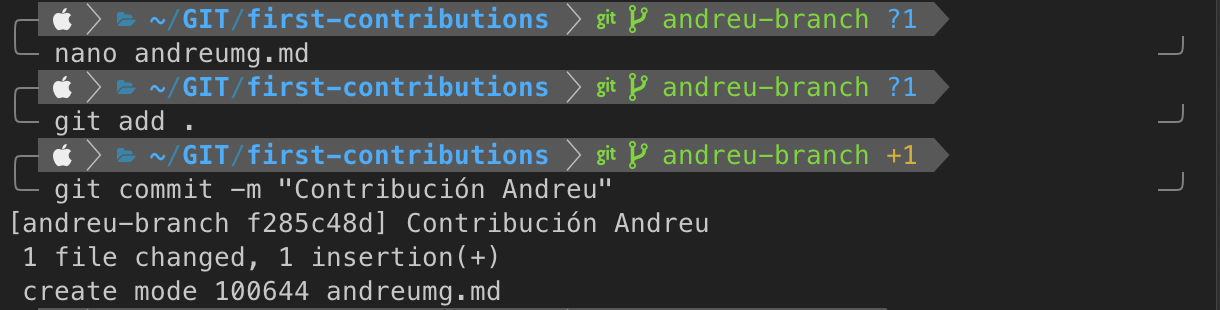 ~/GIT/first-contributions git andreu-branch ?1
nano andreumg.md
~/GIT/first-contributions git andreu-branch ?1
git add .
~/GIT/first-contributions git andreu-branch +1
git commit -m "Contribución Andreu"
[andreu-branch f285c48d] Contribución Andreu
1 file changed, 1 insertion(+)
create mode 100644 andreumg.md